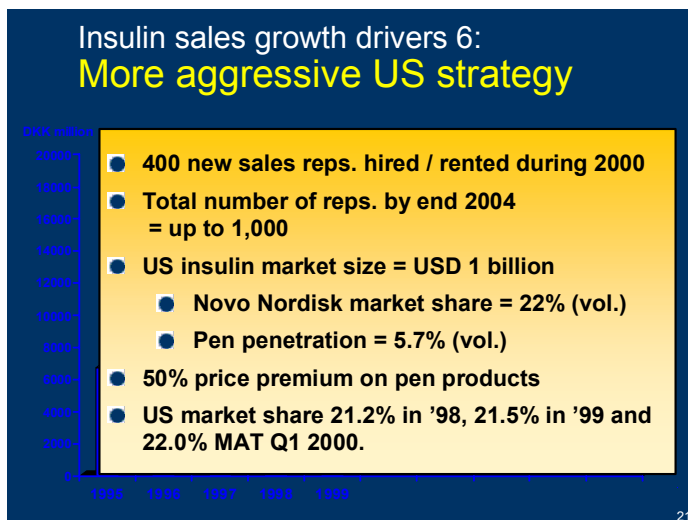 Insulin sales growth drivers 6:
More aggressive US strategy
DKK million
20000
18000
16000
14000
12000
10000
8000
6000
4000
2000
0
400 new sales reps. hired / rented during 2000
Total number of reps. by end 2004
= up to 1,000
US insulin market size = USD 1 billion
Novo Nordisk market share = 22% (vol.)
Pen penetration = 5.7% (vol.)
50% price premium on pen products
US market share 21.2% in ’98, 21.5% in ’99 and
22.0% MAT Q1 2000.
1995 1996 1997 1998 1999
21